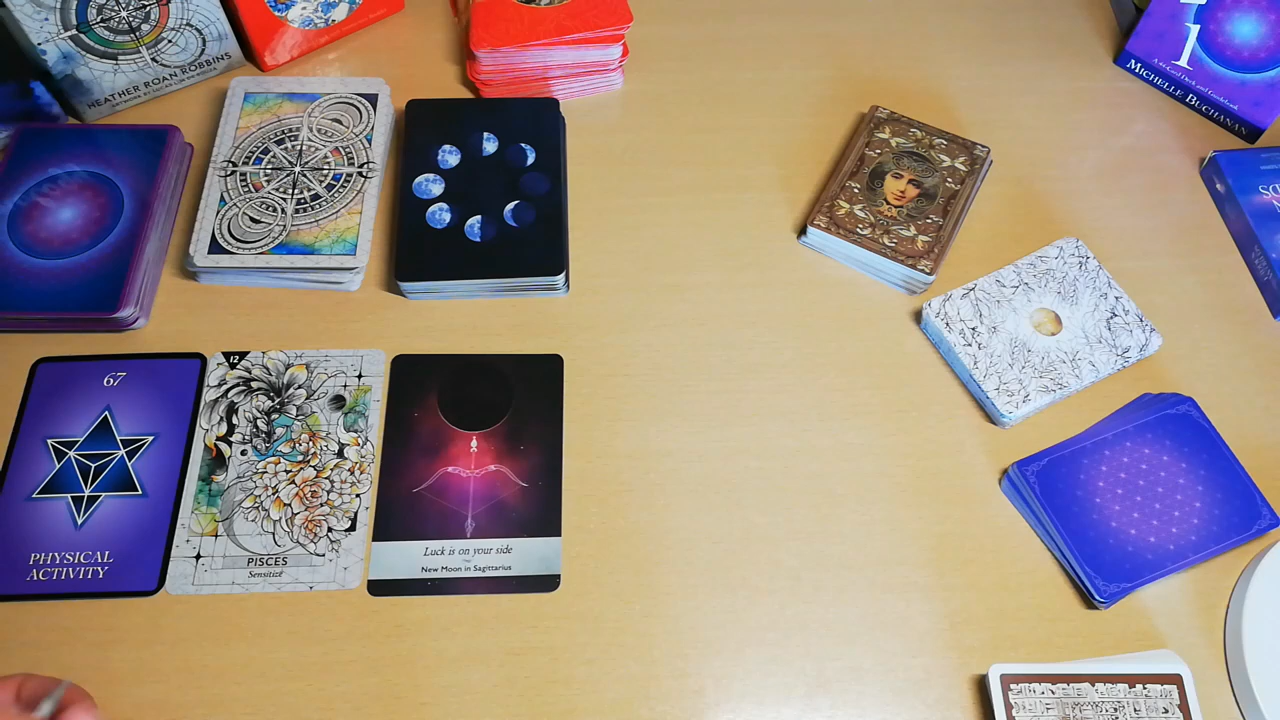 HEATHER ROAN ROBBINS
1
MICHELLE BUCHANAN
67
PHYSICAL
ACTIVITY
12
PISCES
Sensitize
Luck is on your side
New Moon in Sagittarius